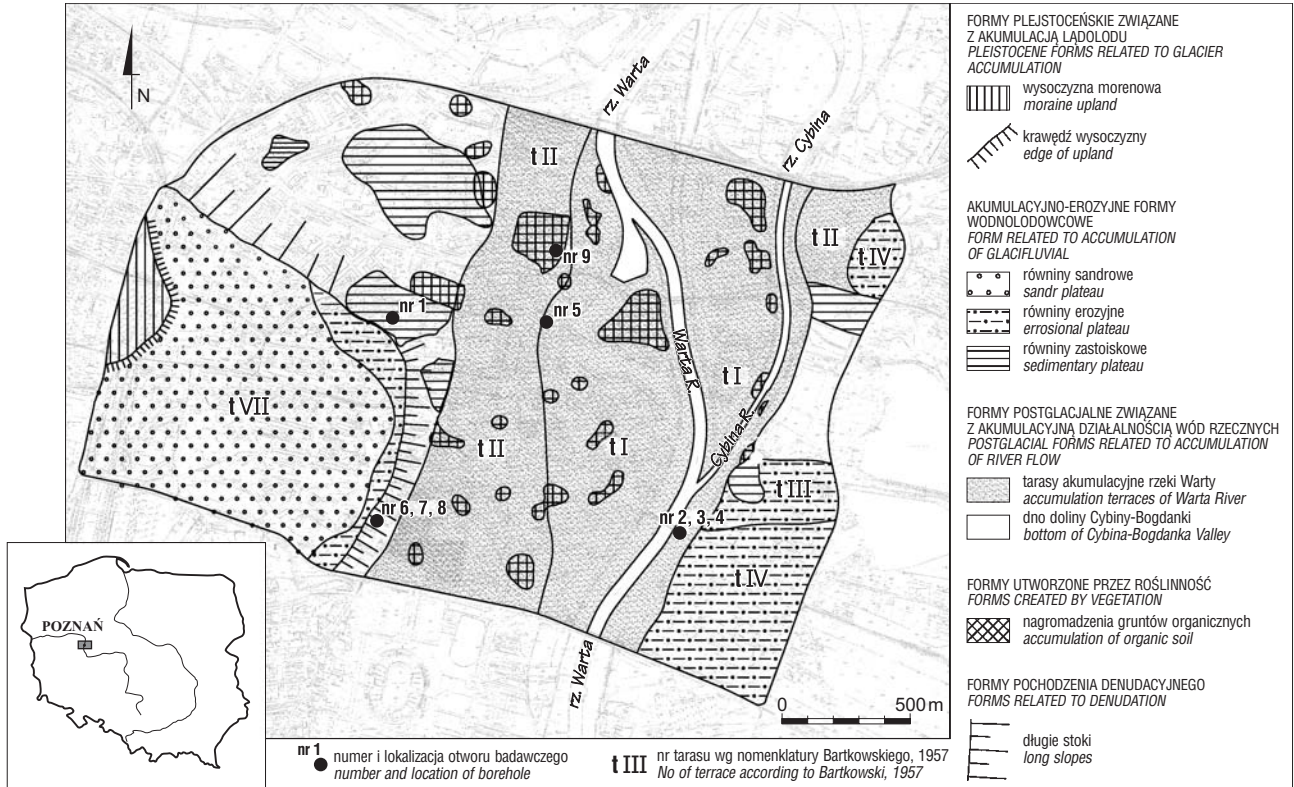 N
rz. Warta
rz. Cybina
t II
t II
t IV
nr 9
nr 1
nr 5
Warta R.
t I
t VII
t II
t I
Cybina R.
t III
nr 6, 7, 8
nr 2, 3, 4
t IV
rz. Warta
0 500 m
POZNAŃ
nr 1 numer i lokalizacja otworu badawczego
number and location of borehole
t III nr tarasu wg nomenklatury Bartkowskiego, 1957
No of terrace according to Bartkowski, 1957
FORMY PLEJSTOCEŃSKIE ZWIĄZANE
Z AKUMULACJĄ LĄDOLODU
PLEISTOCENE FORMS RELATED TO GLACIER
ACCUMULATION
wysoczyzna morenowa
moraine upland
krawędź wysoczyzny
edge of upland
AKUMULACYJNO-EROZYJNE FORMY
WODNOLODOWCOWE
FORM RELATED TO ACCUMULATION
OF GLACIFLUVIAL
równiny sandrowe
sandr plateau
równiny erozyjne
errosional plateau
równiny zastoiskowe
sedimentary plateau
FORMY POSTGLACJALNE ZWIĄZANE
Z AKUMULACYJNĄ DZIAŁALNOŚCIĄ WÓD RZECZNYCH
POSTGLACIAL FORMS RELATED TO ACCUMULATION
OF RIVER FLOW
tarasy akumulacyjne rzeki Warty
accumulation terraces of Warta River
dno doliny Cybiny-Bogdanki
bottom of Cybina-Bogdanka Valley
FORMY UTWORZONE PRZEZ ROŚLINNOŚĆ
FORMS CREATED BY VEGETATION
nagromadzenia gruntów organicznych
accumulation of organic soil
FORMY POCHODZENIA DENUDACYJNEGO
FORMS RELATED TO DENUDATION
długie stoki
long slopes